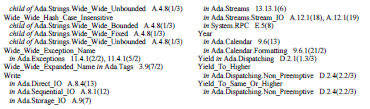 child of Ada.Strings.Wide_Wide_Unbounded A.4.8(1/3)
Wide_Wide_Hash_Case_Insensitive
child of Ada.Strings.Wide_Wide_Bounded A.4.8(1/3)
child of Ada.Strings.Wide_Wide_Fixed A.4.8(1/3)
child of Ada.Strings.Wide_Wide_Unbounded A.4.8(1/3)
Wide_Wide_Exception_Name
in Ada.Exceptions 11.4.1(2/2), 11.4.1(5/2)
Wide_Wide_Expanded_Name in Ada.Tags 3.9(7/2)
Write
in Ada.Direct_IO A.8.4(13)
in Ada.Sequential_IO A.8.1(12)
in Ada.Storage_IO A.9(7)
in Ada.Streams 13.13.1(6)
in Ada.Streams.Stream_IO A.12.1(18), A.12.1(19)
in System.RPC E.5(8)
Year
in Ada.Calendar 9.6(13)
in Ada.Calendar.Formatting 9.6.1(21/2)
Yield in Ada.Dispatching D.2.1(1.3/3)
Yield_To_Higher
in Ada.Dispatching.Non_Preemptive D.2.4(2.2/3)
Yield_To_Same_Or_Higher
in Ada.Dispatching.Non_Preemptive D.2.4(2.2/3)